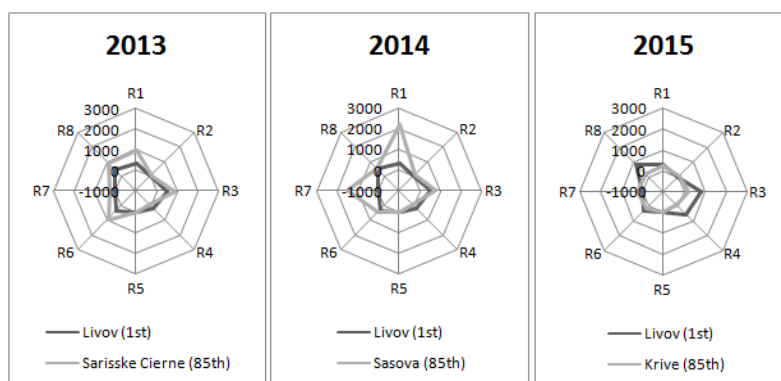 2013
R1
3000
R8
2000
R2
1000
0
R7
-1000
R3
R6
R4
R5
Livov (1st)
Sarisske Cierne (85th)
2014
R1
3000
R8
2000
R2
1000
0
R7
-1000
R3
R6
R4
R5
Livov (1st)
Sasova (85th)
2015
R1
3000
R8
2000
R2
1000
0
R7
-1000
R3
R6
R4
R5
Livov (1st)
Krive (85th)